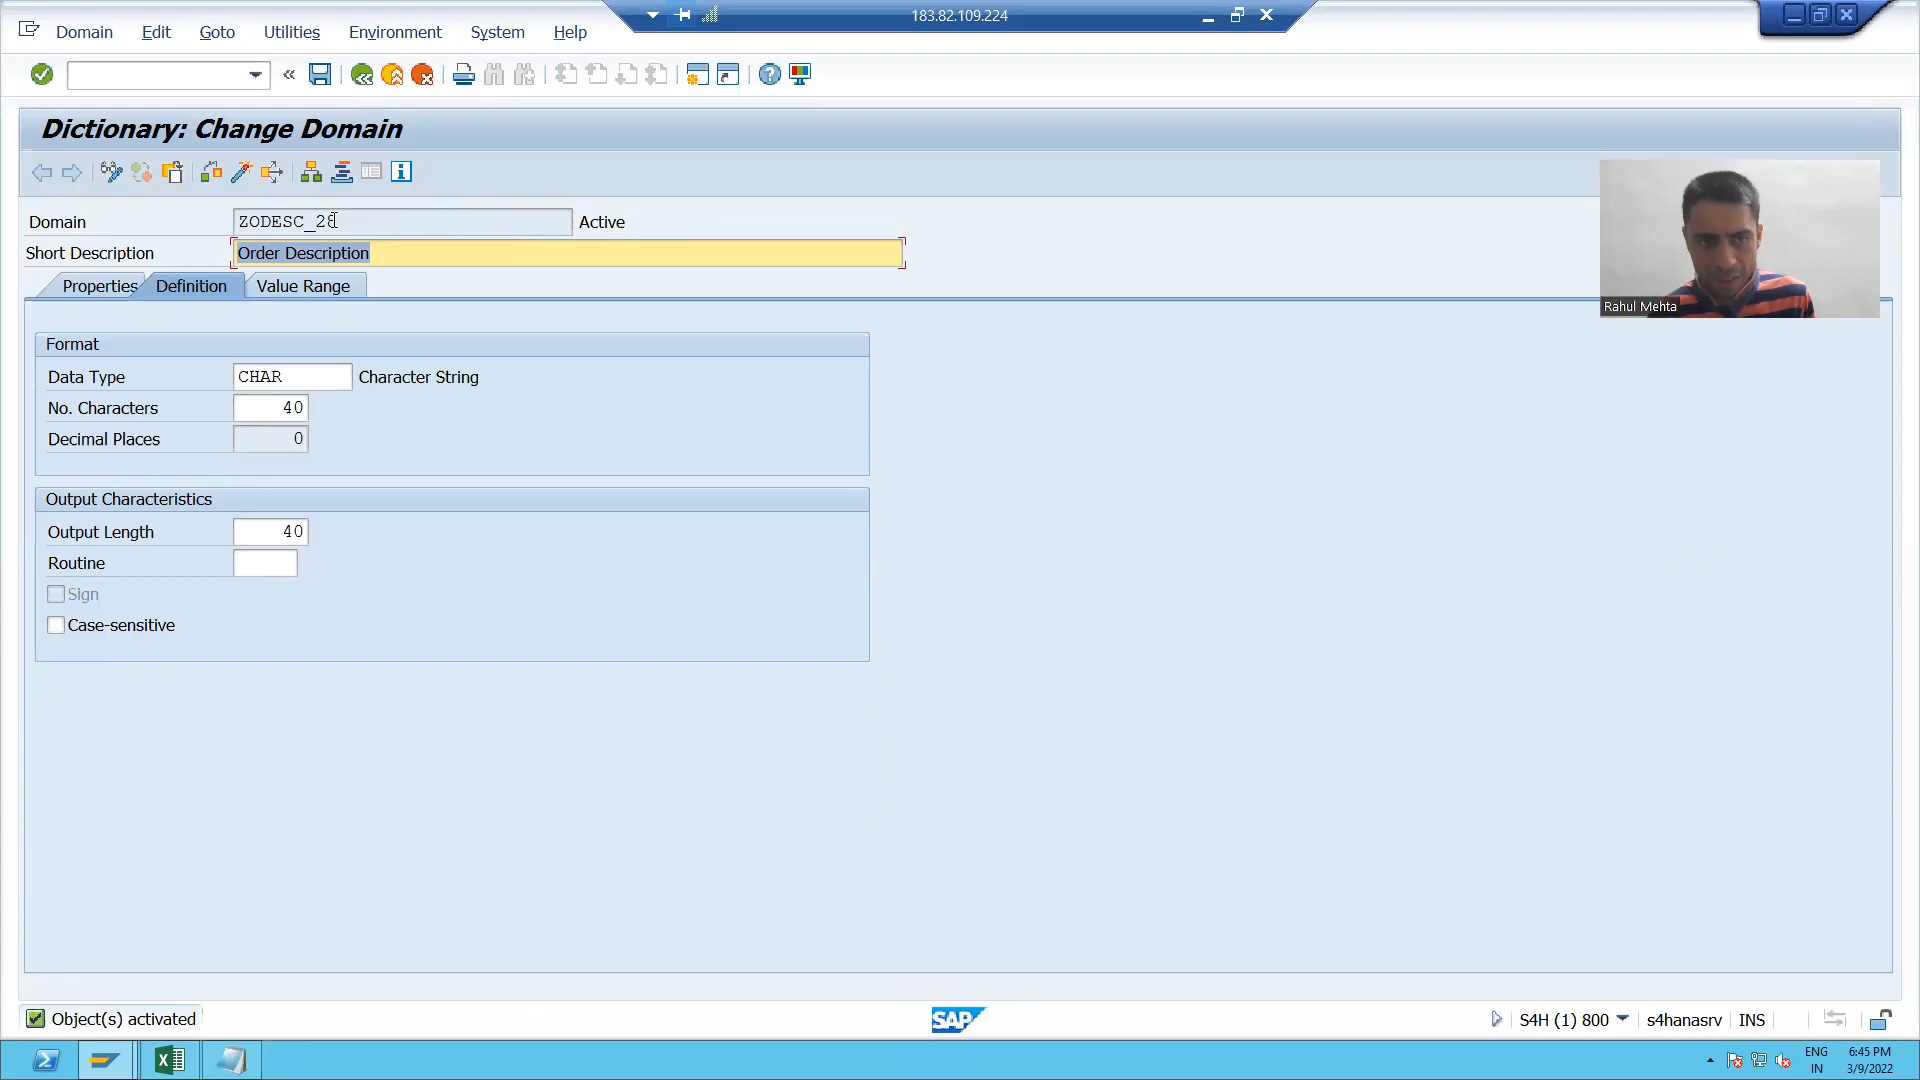 183.82.109.224
Domain Edit Goto Utilities Environment System Help
Dictionary: Change Domain
Domain ZODESC_28 Active
Short Description Order Description
Properties Definition Value Range
Rahul Mehta
Format
Data Type CHAR Character String
No. Characters 40
Decimal Places 0
Output Characteristics
Output Length 40
Routine
Sign
Case-sensitive
Object(s) activated
SAP
S4H (1) 800 s4hanasrv INS
ENG 6:45 PM
IN 3/9/2022